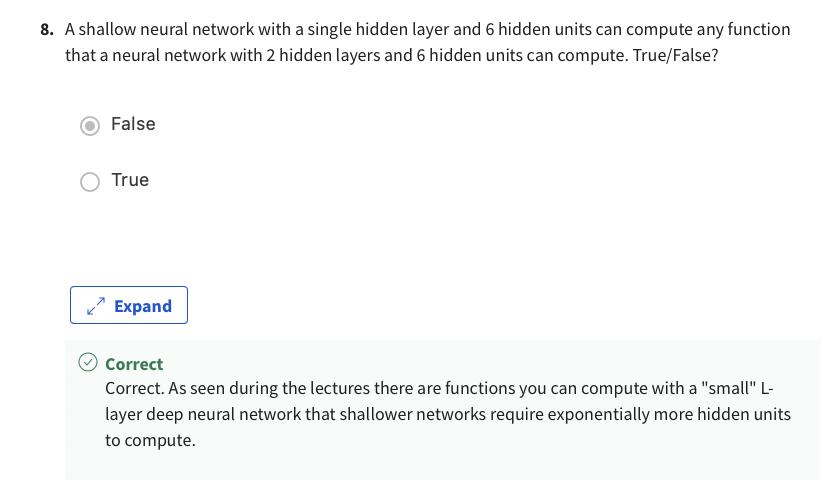 8. A shallow neural network with a single hidden layer and 6 hidden units can compute any function
that a neural network with 2 hidden layers and 6 hidden units can compute. True/False?
False
True
Expand
Correct
Correct. As seen during the lectures there are functions you can compute with a "small" L-
layer deep neural network that shallower networks require exponentially more hidden units
to compute.